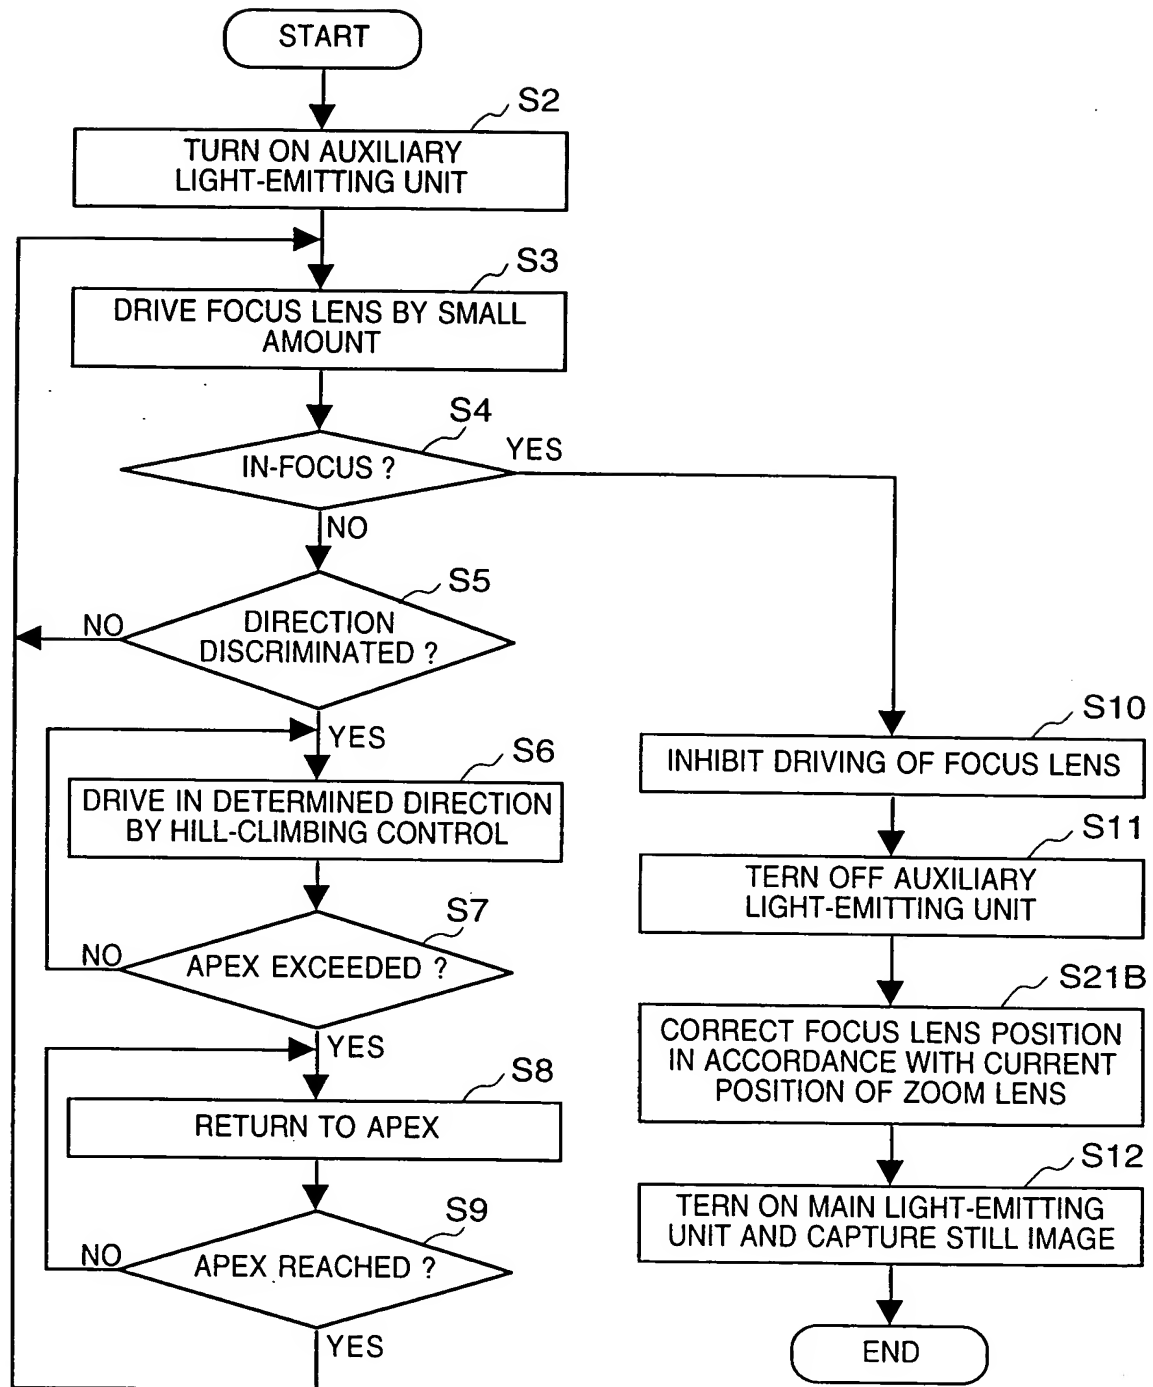 START
S2
TURN ON AUXILIARY
LIGHT-EMITTING UNIT
S3
DRIVE FOCUS LENS BY SMALL
AMOUNT
S4
IN-FOCUS ?
YES
NO
S5
DIRECTION
DISCRIMINATED ?
NO
YES
S6
DRIVE IN DETERMINED DIRECTION
BY HILL-CLIMBING CONTROL
S7
APEX EXCEEDED ?
NO
YES
S8
RETURN TO APEX
S9
APEX REACHED ?
NO
YES
S10
INHIBIT DRIVING OF FOCUS LENS
S11
TERN OFF AUXILIARY
LIGHT-EMITTING UNIT
S21B
CORRECT FOCUS LENS POSITION
IN ACCORDANCE WITH CURRENT
POSITION OF ZOOM LENS
S12
TERN ON MAIN LIGHT-EMITTING
UNIT AND CAPTURE STILL IMAGE
END